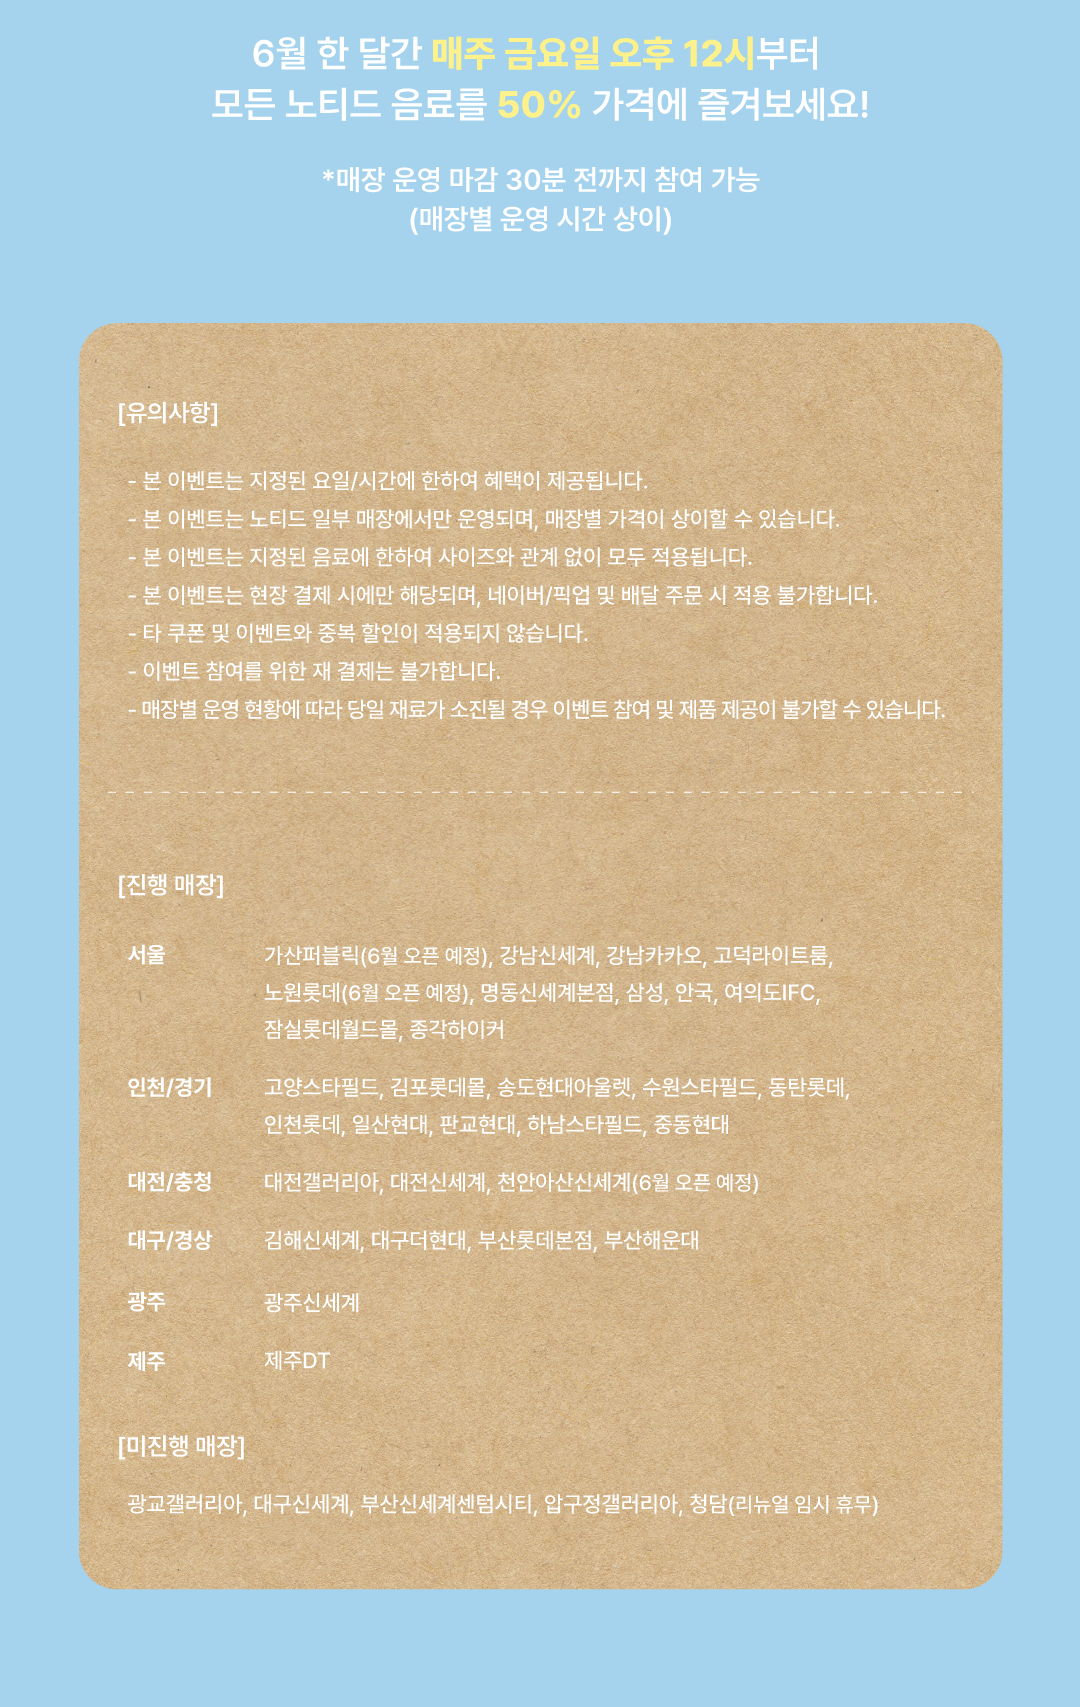 6월 한 달간 매주 금요일 오후 12시부터
모든 노티드 음료를 50% 가격에 즐겨보세요!
*매장 운영 마감 30분 전까지 참여 가능
(매장별 운영 시간 상이)
[유의사항]
- 본 이벤트는 지정된 요일/시간에 한하여 혜택이 제공됩니다.
- 본 이벤트는 노티드 일부 매장에서만 운영되며, 매장별 가격이 상이할 수 있습니다.
- 본 이벤트는 지정된 음료에 한하여 사이즈와 관계 없이 모두 적용됩니다.
- 본 이벤트는 현장 결제 시에만 해당되며, 네이버/픽업 및 배달 주문 시 적용 불가합니다.
- 타 쿠폰 및 이벤트와 중복 할인이 적용되지 않습니다.
- 이벤트 참여를 위한 재 결제는 불가합니다.
- 매장별 운영 현황에 따라 당일 재료가 소진될 경우 이벤트 참여 및 제품 제공이 불가할 수 있습니다.
[진행 매장]
서울 가산퍼블릭(6월 오픈 예정), 강남신세계, 강남카카오, 고덕라이트룸,
노원롯데(6월 오픈 예정), 명동신세계본점, 삼성, 안국, 여의도IFC,
잠실롯데월드몰, 종각하이커
인천/경기 고양스타필드, 김포롯데몰, 송도현대아울렛, 수원스타필드, 동탄롯데,
인천롯데, 일산현대, 판교현대, 하남스타필드, 중동현대
대전/충청 대전갤러리아, 대전신세계, 천안아산신세계(6월 오픈 예정)
대구/경상 김해신세계, 대구더현대, 부산롯데본점, 부산해운대
광주 광주신세계
제주 제주DT
[미진행 매장]
광교갤러리아, 대구신세계, 부산신세계센텀시티, 압구정갤러리아, 청담(리뉴얼 임시 휴무)